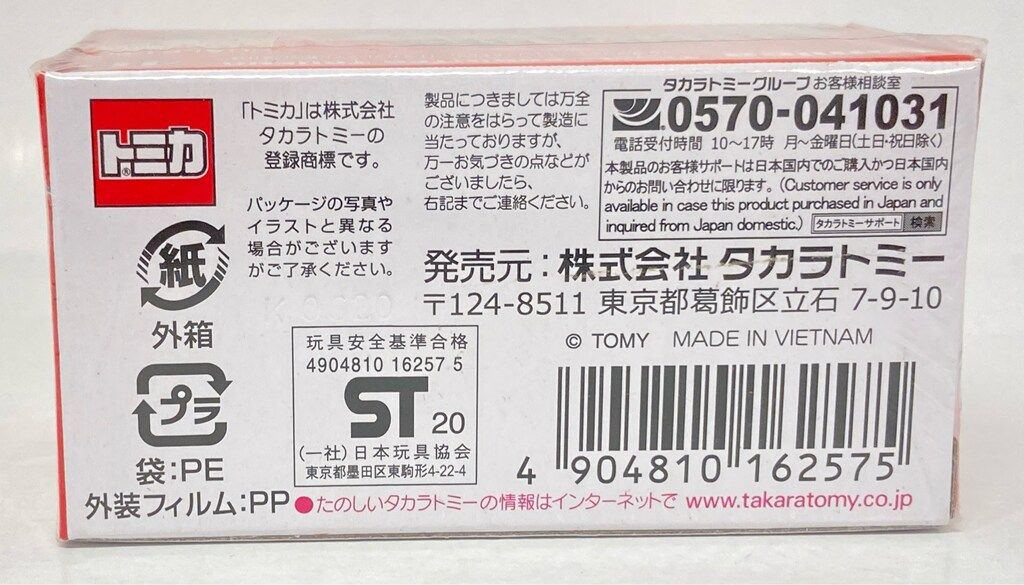 トミカ®
「トミカ」は株式会社
タカラトミーの
登録商標です。
パッケージの写真や
イラストと異なる
場合がございます
がご了承ください。
製品につきましては万全
の注意をはらって製造に
当たっておりますが、
万一お気づきの点などが
ございましたら、
右記までご連絡ください。
タカラトミーグループ お客様相談室
0570-041031
電話受付時間 10〜17時 月〜金曜日(土日・祝日除く)
本製品のお客様サポートは日本国内でのご購入かつ日本国内
からのお問い合わせに限ります。(Customer service is only
available in case this product purchased in Japan and
inquired from Japan domestic.) タカラトミーサポート 検索
発売元:株式会社タカラトミー
〒124-8511 東京都葛飾区立石 7-9-10
© TOMY MADE IN VIETNAM
紙
外箱
プラ
袋:PE
外装フィルム:PP
玩具安全基準合格
4904810 16257 5
ST 20
(一社)日本玩具協会
東京都墨田区東駒形4-22-4
4 904810 162575
●たのしいタカラトミーの情報はインターネットで www.takaratomy.co.jp